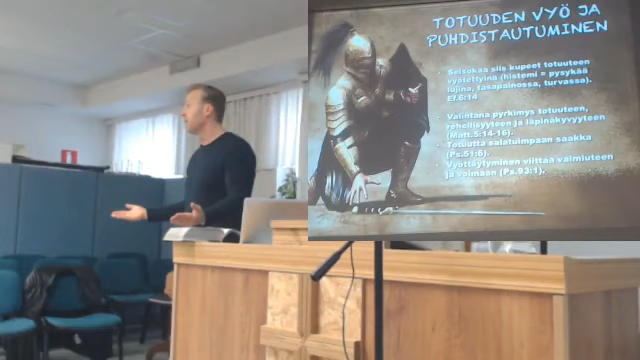 TOTUUDEN VYÖ JA
PUHDISTAUTUMINEN
• Seisokaa siis kupeet totuuteen
vyötettyinä (histemi = pysykää
lujina, tasapainossa, turvassa).
Ef.6:14
• Valintana pyrkimys totuuteen,
rehellisyyteen ja läpinäkyvyyteen
(Matt.5:14-16).
• Totuutta salatuimpaan saakka
(Ps.51:6).
• Vyöttäytyminen viittaa valmiuteen
ja voimaan (Ps.93:1).